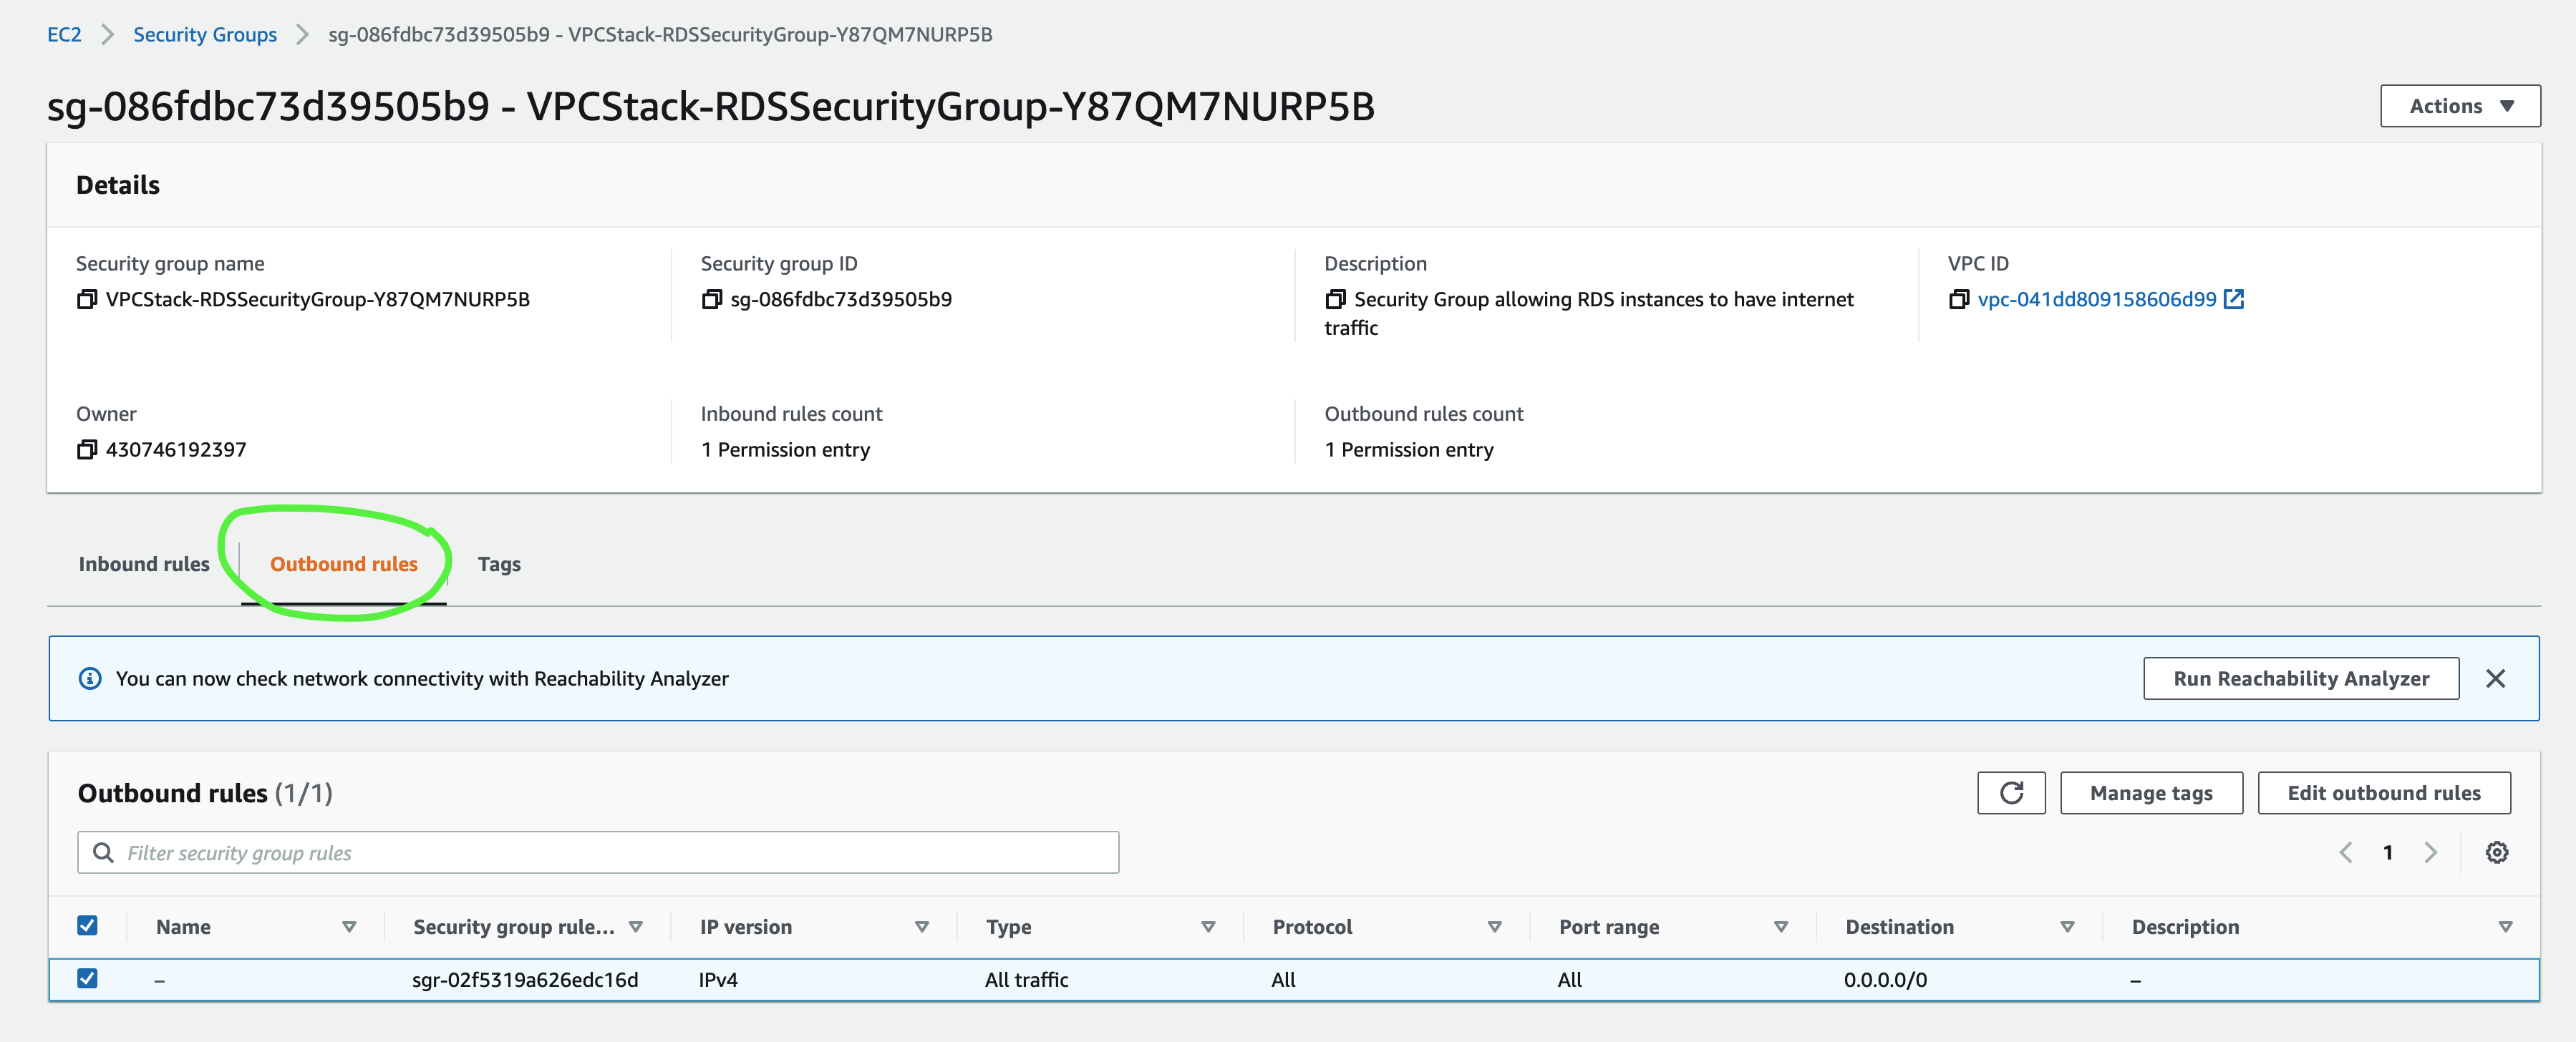 EC2 > Security Groups > sg-086fdbc73d39505b9 - VPCStack-RDSSecurityGroup-Y87QM7NURP5B
sg-086fdbc73d39505b9 - VPCStack-RDSSecurityGroup-Y87QM7NURP5B
Actions
Details
Security group name
VPCStack-RDSSecurityGroup-Y87QM7NURP5B
Security group ID
sg-086fdbc73d39505b9
Description
Security Group allowing RDS instances to have internet
traffic
VPC ID
vpc-041dd809158606d99
Owner
430746192397
Inbound rules count
1 Permission entry
Outbound rules count
1 Permission entry
Inbound rules Outbound rules Tags
You can now check network connectivity with Reachability Analyzer
Run Reachability Analyzer
Outbound rules (1/1)
Manage tags Edit outbound rules
Filter security group rules
1
Name Security group rule... IP version Type Protocol Port range Destination Description
– sgr-02f5319a626edc16d IPv4 All traffic All All 0.0.0.0/0 –